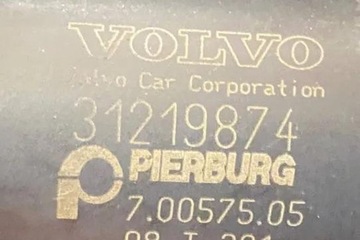 VOLVO
Volvo Car Corporation
31219874
PIERBURG
7.00575.05